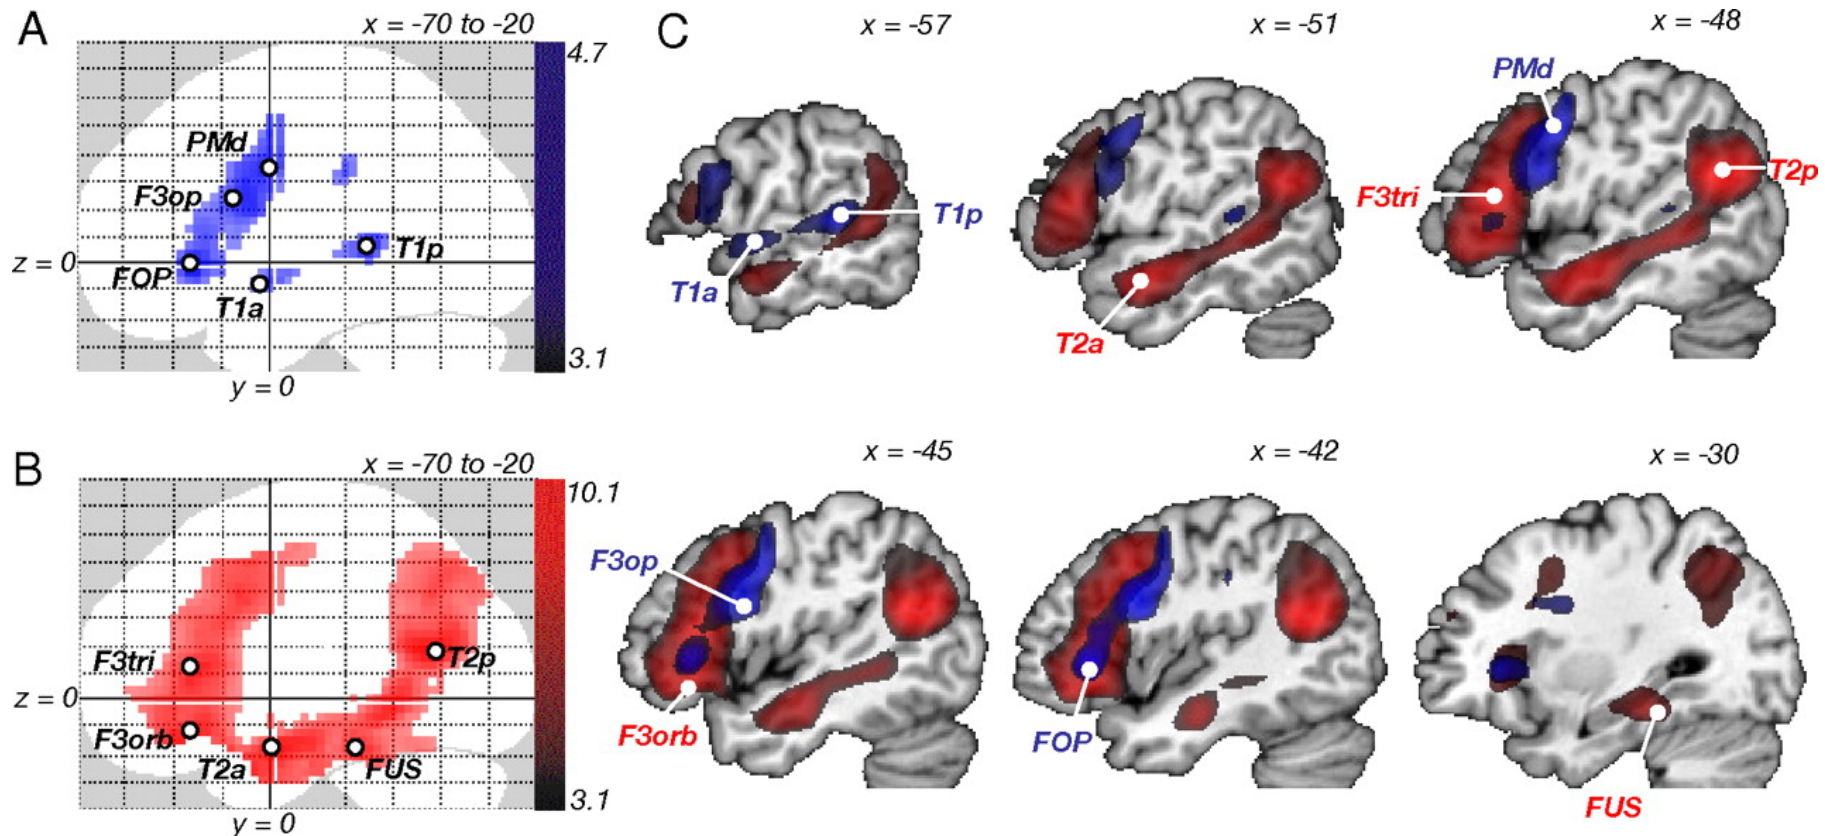 A
x = -70 to -20
4.7
PMd
F3op
T1p
z = 0
FOP
T1a
3.1
y = 0
B
x = -70 to -20
10.1
F3tri
T2p
z = 0
F3orb
T2a
FUS
3.1
y = 0
C
x = -57
x = -51
x = -48
PMd
T1p
F3tri
T2p
T1a
T2a
x = -45
x = -42
x = -30
F3op
F3orb
FOP
FUS